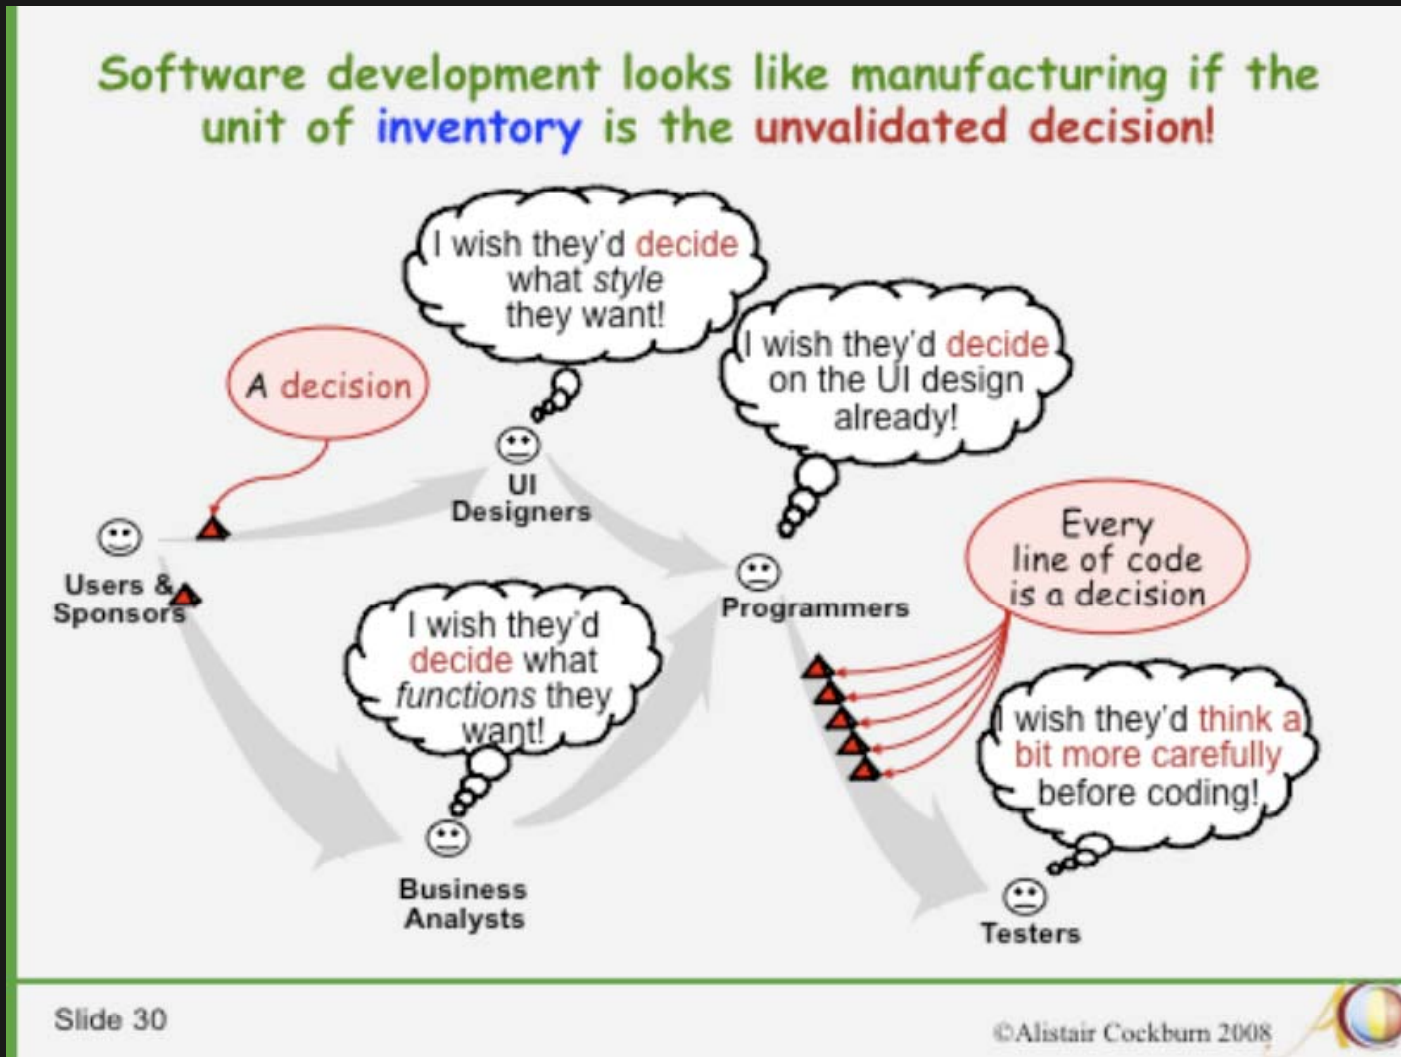 Software development looks like manufacturing if the
unit of inventory is the unvalidated decision!
I wish they'd decide
what style
they want!
I wish they'd decide
on the UI design
already!
A decision
UI
Designers
Users &
Sponsors
Programmers
Every
line of code
is a decision
I wish they'd
decide what
functions they
want!
I wish they'd think a
bit more carefully
before coding!
Business
Analysts
Testers
Slide 30
©Alistair Cockburn 2008